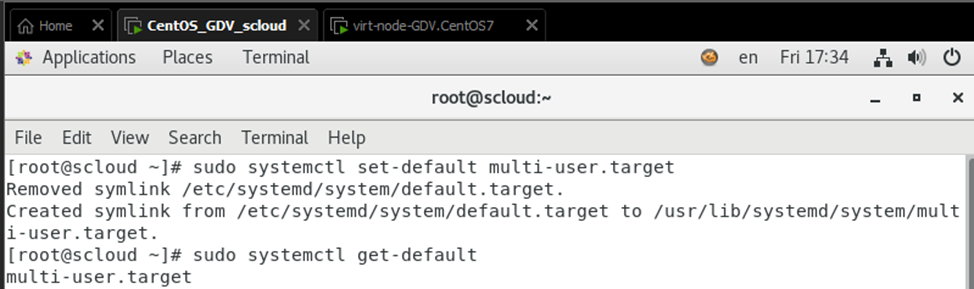 Home CentOS_GDV_scloud virt-node-GDV.CentOS7
Applications Places Terminal en Fri 17:34
root@scloud:~
File Edit View Search Terminal Help
[root@scloud ~]# sudo systemctl set-default multi-user.target
Removed symlink /etc/systemd/system/default.target.
Created symlink from /etc/systemd/system/default.target to /usr/lib/systemd/system/mult
i-user.target.
[root@scloud ~]# sudo systemctl get-default
multi-user.target